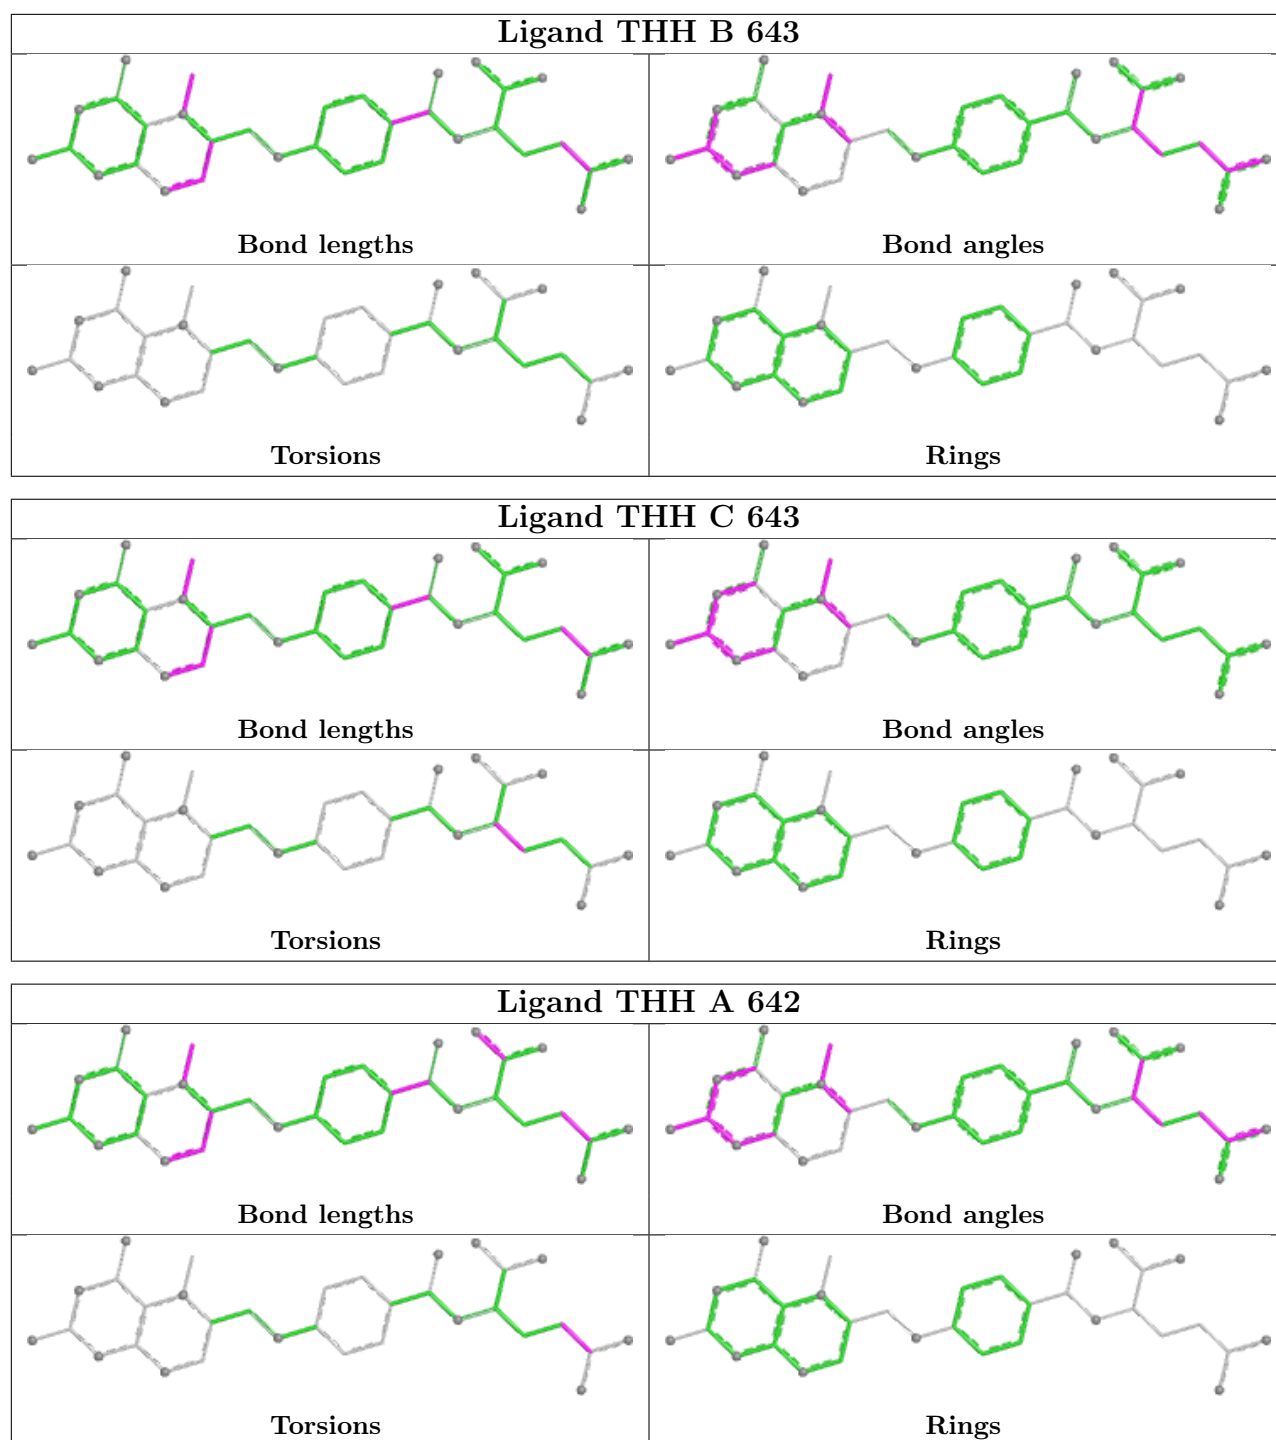 Ligand THH B 643
Bond lengths
Bond angles
Torsions
Rings
Ligand THH C 643
Bond lengths
Bond angles
Torsions
Rings
Ligand THH A 642
Bond lengths
Bond angles
Torsions
Rings